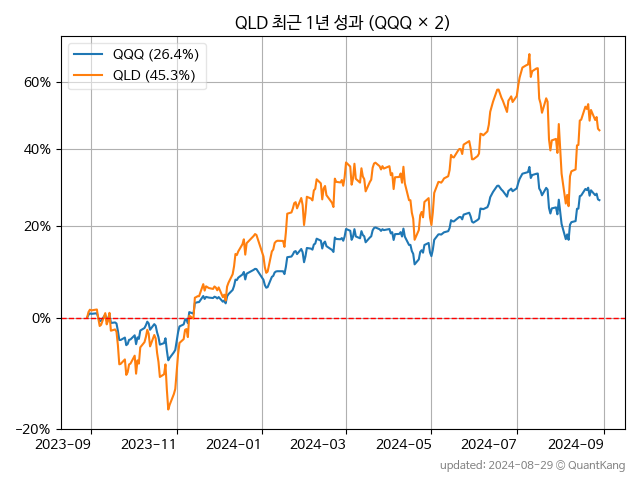 QLD 최근 1년 성과 (QQQ × 2)
QQQ (26.4%)
QLD (45.3%)
60%
40%
20%
0%
−20%
2023-09 2023-11 2024-01 2024-03 2024-05 2024-07 2024-09
updated: 2024-08-29 © QuantKang